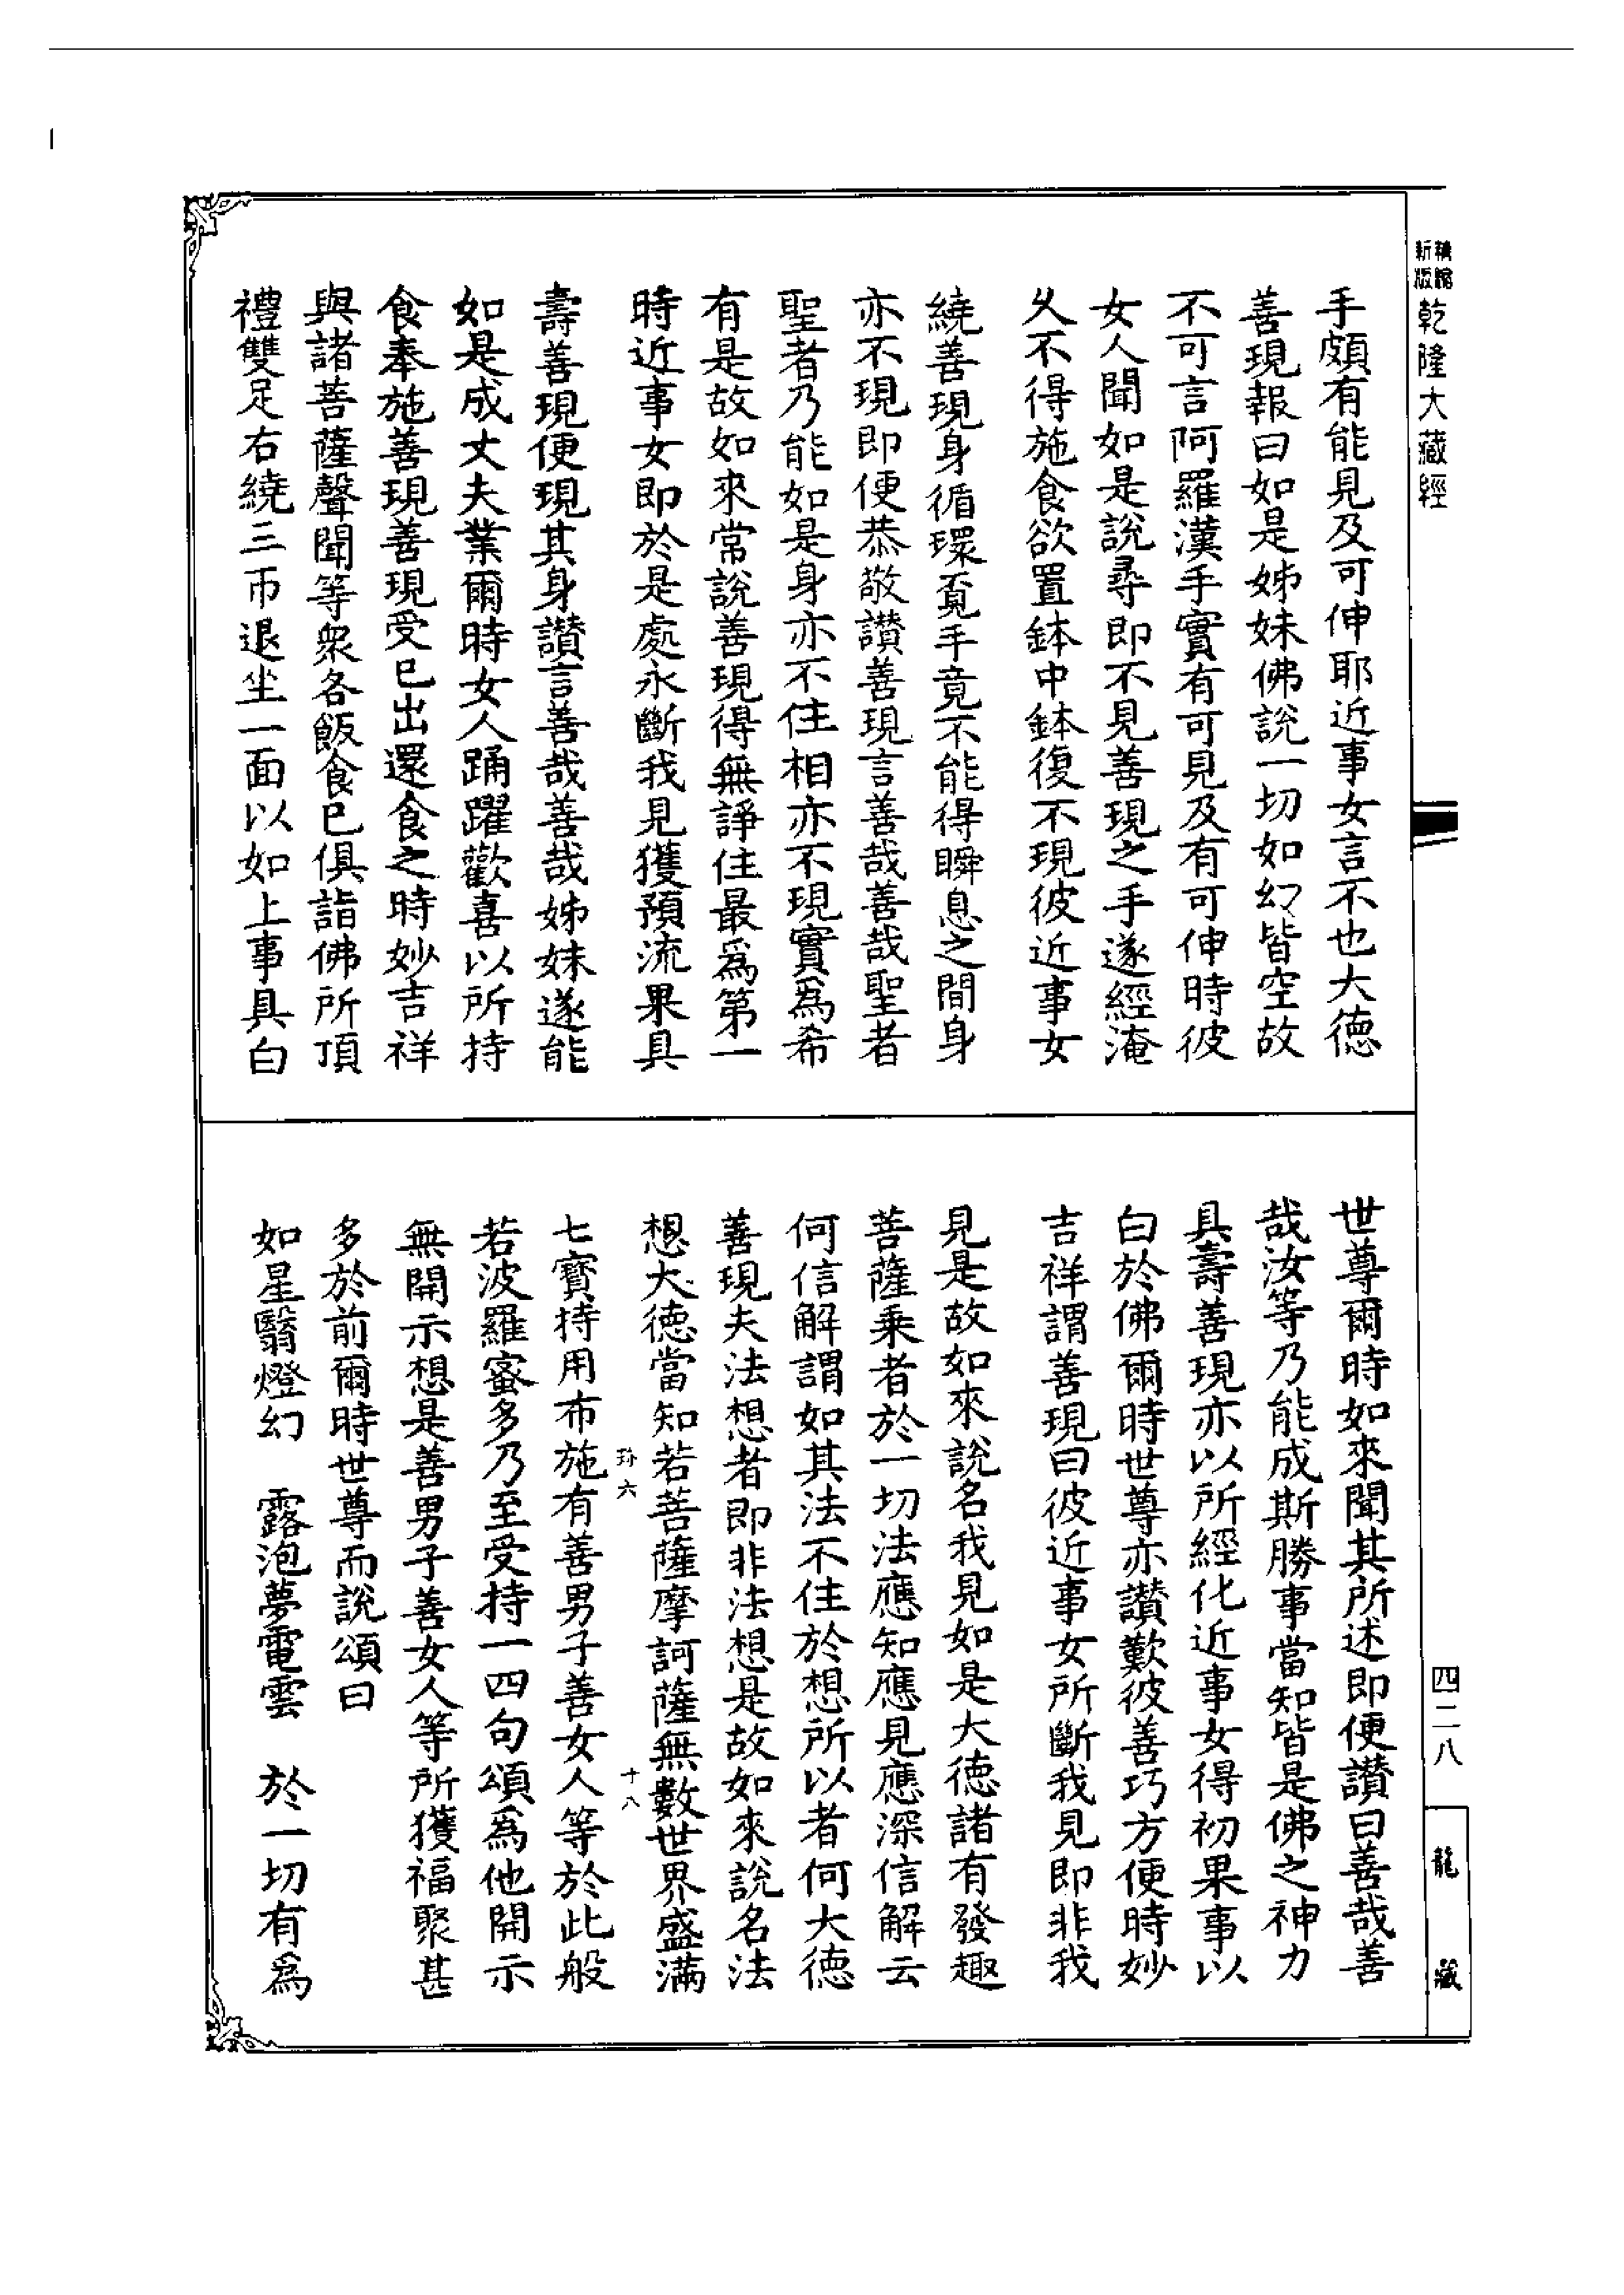 精縮新版乾隆大藏經
手頗有能見及可伸耶近事女言不也大德
善現報曰如是姊妹佛說一切如幻皆空故
不可言阿羅漢手實有可見及有可伸時彼
女人聞如是說尋即不見善現之手遂經淹
久不得施食欲置鉢中鉢復不現彼近事女
繞善現身循環覔手竟不能得瞬息之間身
亦不現即便恭敬讃善現言善哉善哉聖者
聖者乃能如是身亦不住相亦不現實爲希
有是故如來常說善現得無諍住最爲第一
時近事女即於是處永斷我見獲預流果具
壽善現便現其身讃言善哉善哉姊妹遂能
如是成丈夫業爾時女人踊躍歡喜以所持
食奉施善現善現受已出還食之時妙吉祥
與諸菩薩聲聞等衆各飯食已俱詣佛所頂
禮雙足右繞三帀退坐一面以如上事具白
世尊爾時如來聞其所述即便讃曰善哉善
哉汝等乃能成斯勝事當知皆是佛之神力
具壽善現亦以所經化近事女得初果事以
白於佛爾時世尊亦讃歎彼善巧方便時妙
吉祥謂善現曰彼近事女所斷我見即非我
見是故如來說名我見如是大德諸有發趣
菩薩乗者於一切法應知應見應深信解云
何信解謂如其法不住於想所以者何大德
善現夫法想者即非法想是故如來說名法
想大德當知若菩薩摩訶薩無數世界盛滿
七寳持用布施有善男子善女人等於此般
若波羅蜜多乃至受持一四句頌爲他開示
無開示想是善男子善女人等所獲福聚甚
多於前爾時世尊而說頌曰
如星翳燈幻　露泡夢電雲　於一切有爲
珎六　十八
四二八
龍藏